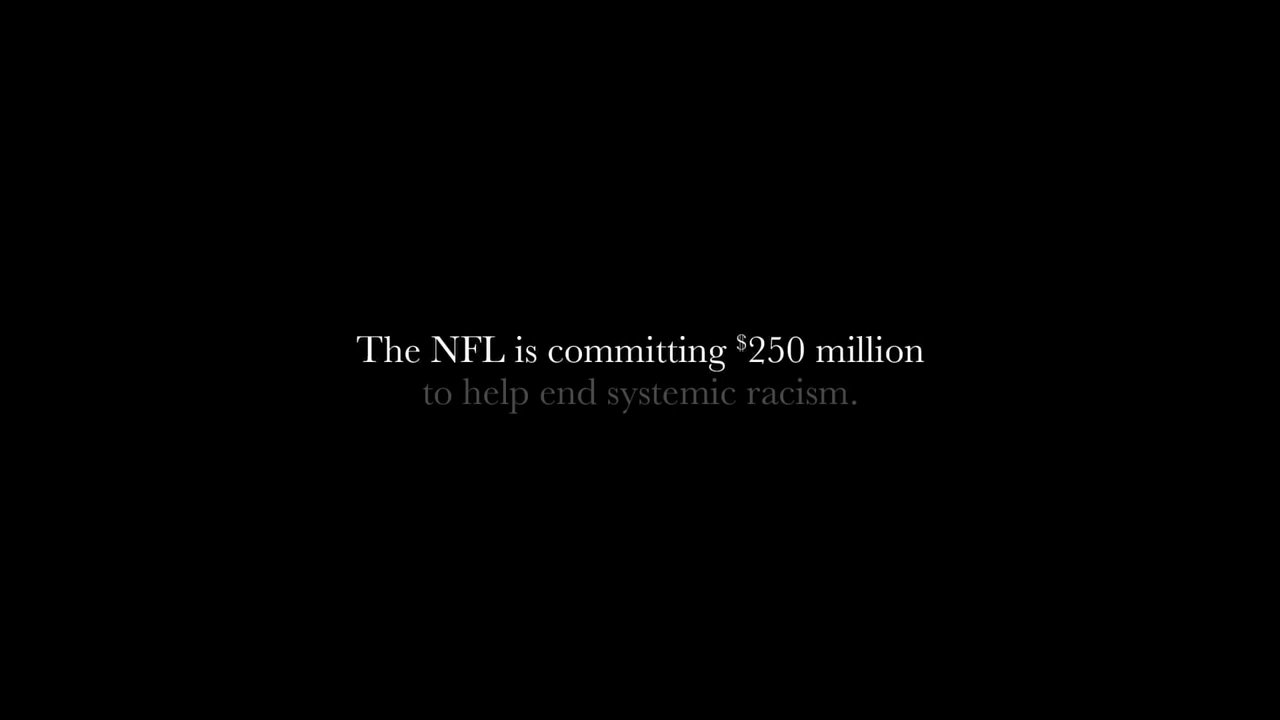 The NFL is committing $250 million
to help end systemic racism.